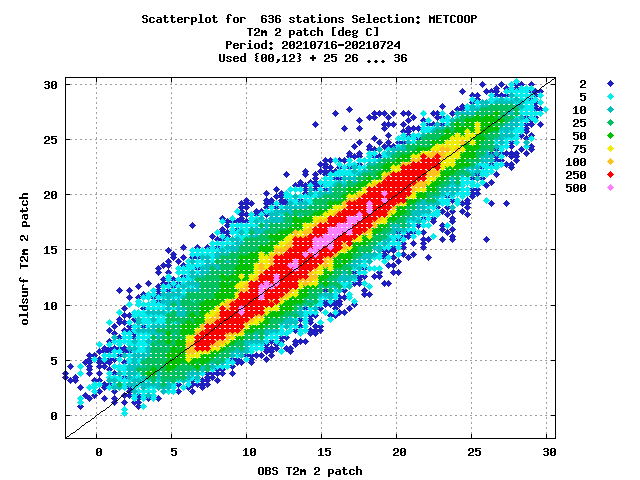 Scatterplot for  636 stations Selection: METCOOP
T2m 2 patch [deg C]
Period: 20210716-20210724
Used {00,12} + 25 26 ... 36
30
25
20
15
10
5
0
oldsurf T2m 2 patch
0 5 10 15 20 25 30
OBS T2m 2 patch
2
5
10
25
50
75
100
250
500